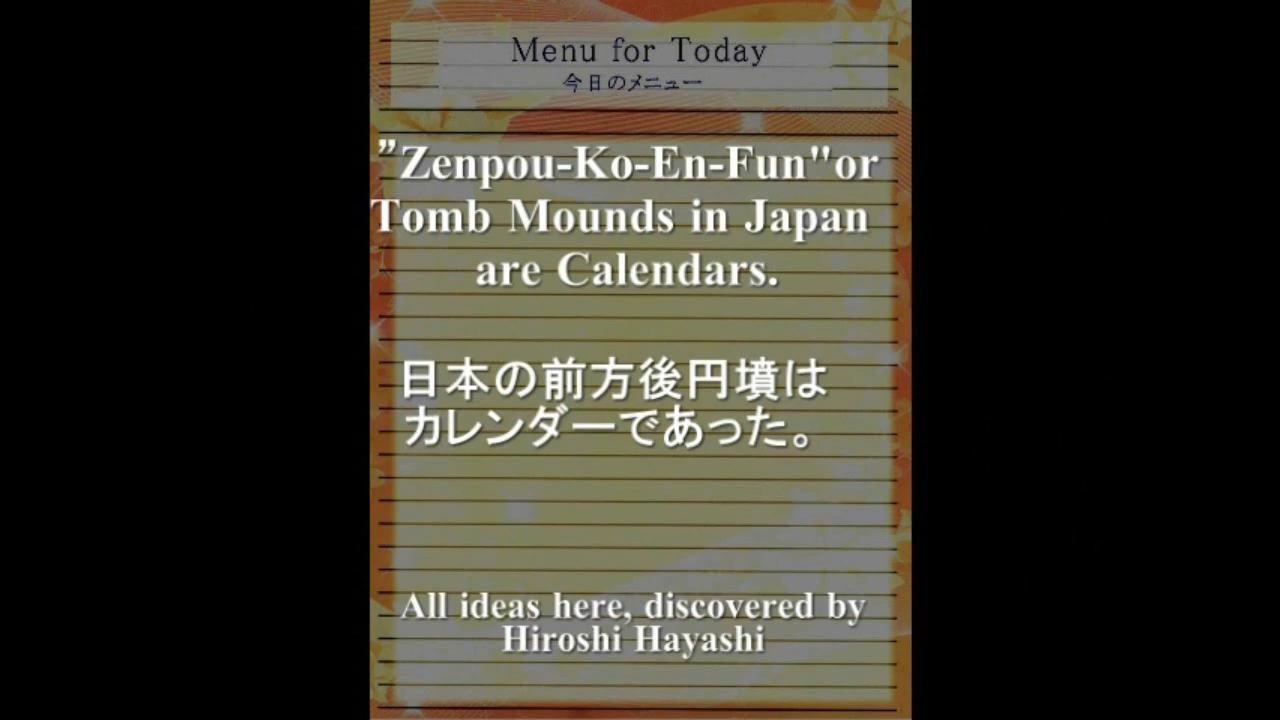 Menu for Today
今日のメニュー
”Zenpou-Ko-En-Fun"or
Tomb Mounds in Japan
are Calendars.
日本の前方後円墳は
カレンダーであった。
All ideas here, discovered by
Hiroshi Hayashi